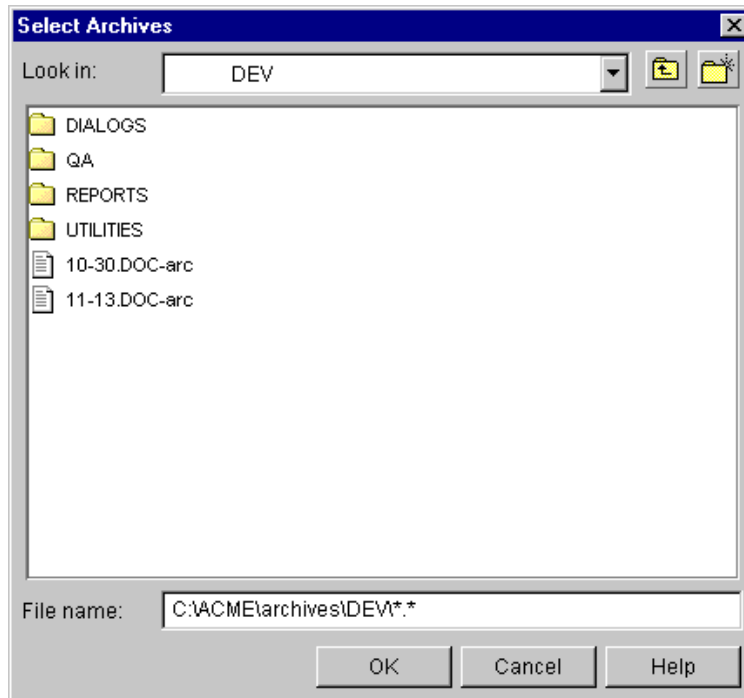 Select Archives
Look in: DEV
DIALOGS
QA
REPORTS
UTILITIES
10-30.DOC-arc
11-13.DOC-arc
File name: C:\ACME\archives\DEV\*.*
OK Cancel Help